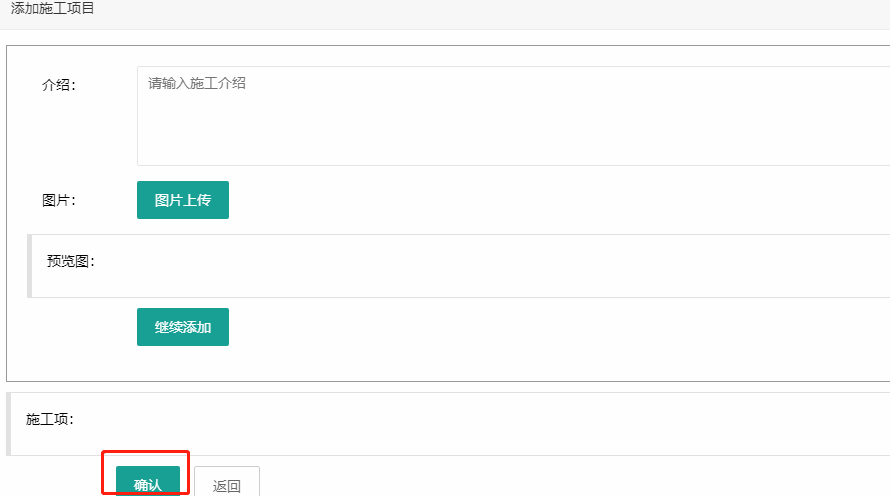 添加施工项目
介绍：
请输入施工介绍
图片：
图片上传
预览图：
继续添加
施工项：
确认
返回